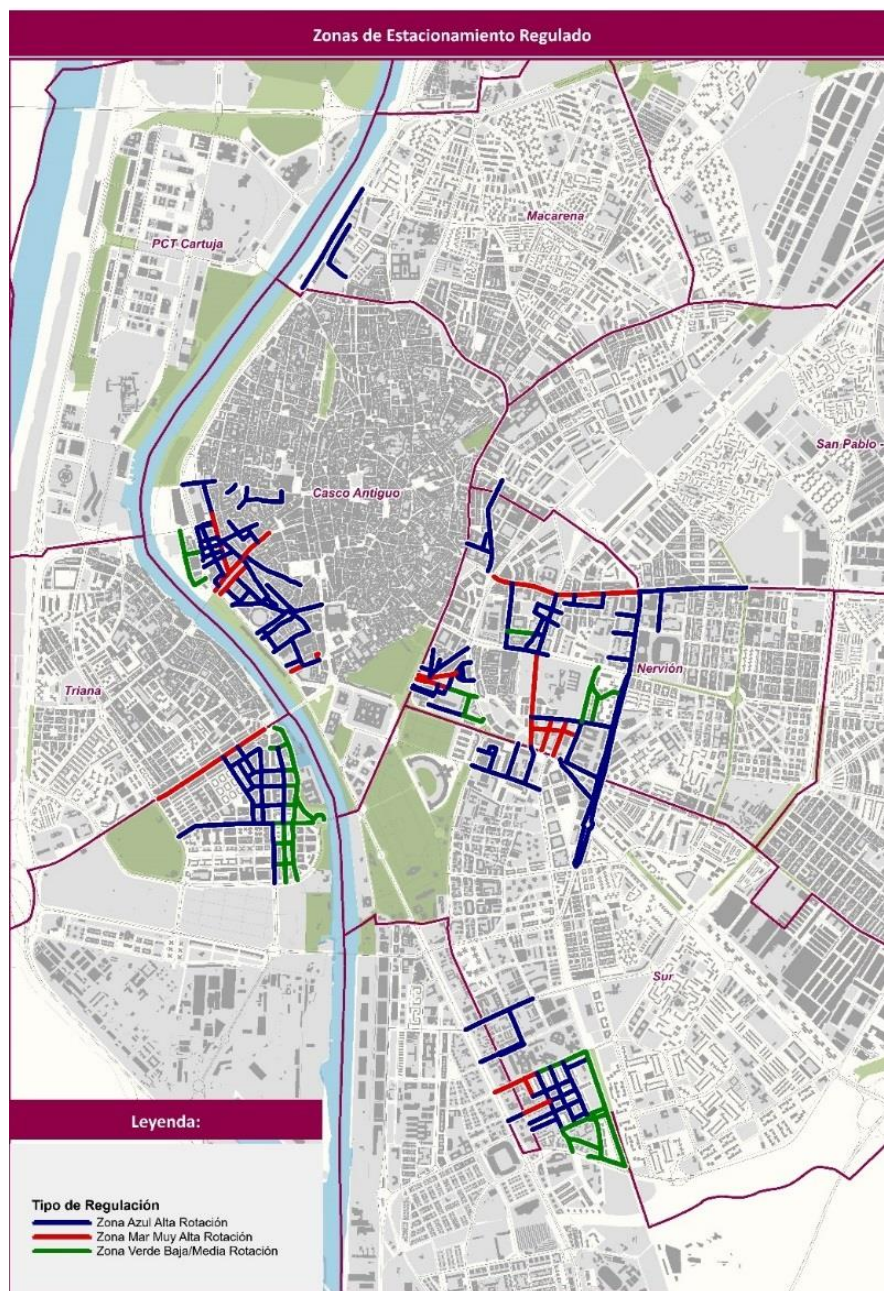 Zonas de Estacionamiento Regulado
Macarena
PCT Cartuja
San Pablo -
Casco Antiguo
Nervión
Triana
Sur
Leyenda:
Tipo de Regulación
Zona Azul Alta Rotación
Zona Mar Muy Alta Rotación
Zona Verde Baja/Media Rotación